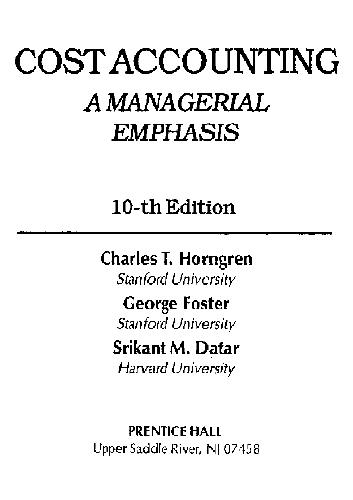 COST ACCOUNTING
A MANAGERIAL
EMPHASIS
10-th Edition
Charles T. Horngren
Stanford University
George Foster
Stanford University
Srikant M. Datar
Harvard University
PRENTICE HALL
Upper Saddle River, NJ 07458